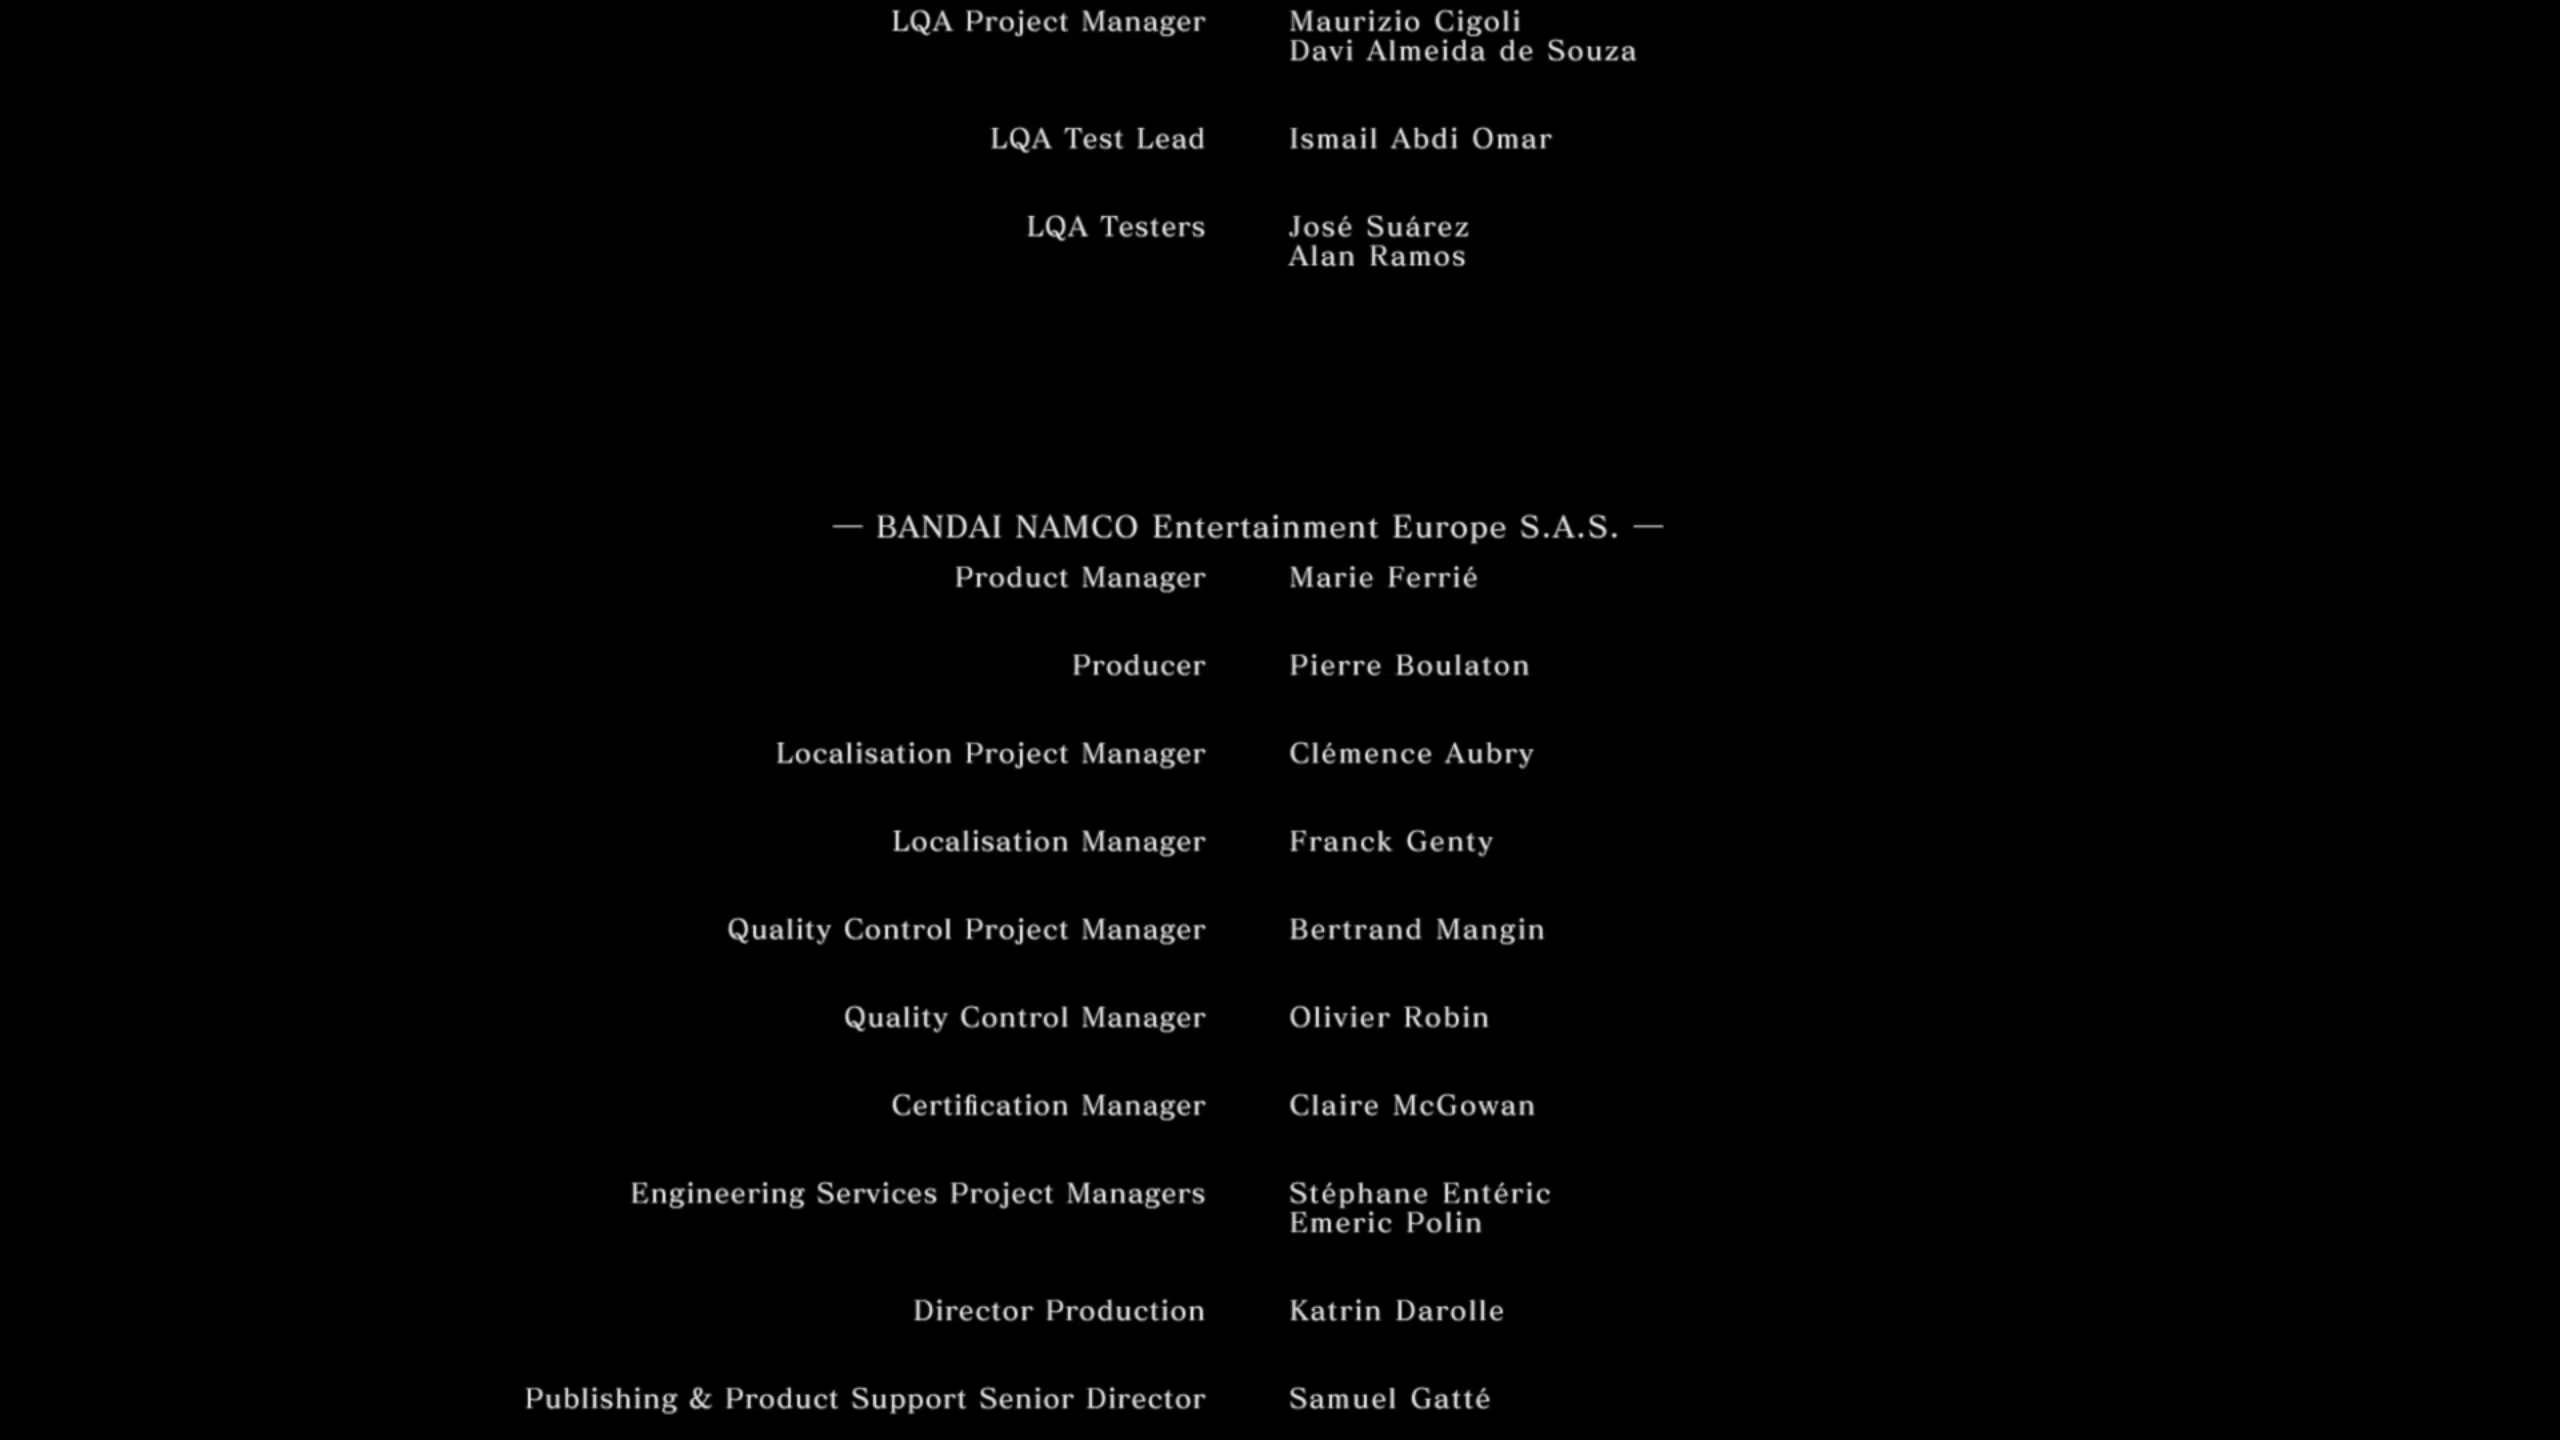 LQA Project Manager Maurizio Cigoli
Davi Almeida de Souza
LQA Test Lead Ismail Abdi Omar
LQA Testers José Suárez
Alan Ramos
— BANDAI NAMCO Entertainment Europe S.A.S. —
Product Manager Marie Ferrié
Producer Pierre Boulaton
Localisation Project Manager Clémence Aubry
Localisation Manager Franck Genty
Quality Control Project Manager Bertrand Mangin
Quality Control Manager Olivier Robin
Certification Manager Claire McGowan
Engineering Services Project Managers Stéphane Entéric
Emeric Polin
Director Production Katrin Darolle
Publishing & Product Support Senior Director Samuel Gatté